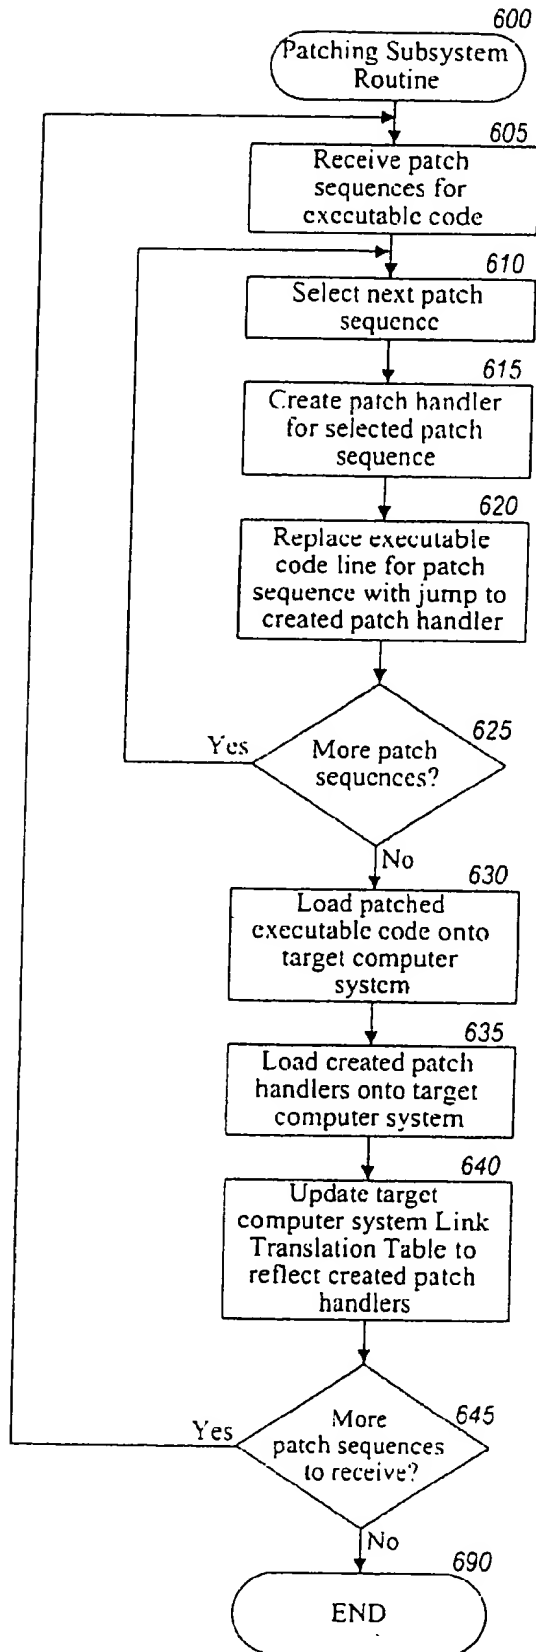 600
Patching Subsystem
Routine
605
Receive patch
sequences for
executable code
610
Select next patch
sequence
615
Create patch handler
for selected patch
sequence
620
Replace executable
code line for patch
sequence with jump to
created patch handler
625
Yes
More patch
sequences?
No
630
Load patched
executable code onto
target computer
system
635
Load created patch
handlers onto target
computer system
640
Update target
computer system Link
Translation Table to
reflect created patch
handlers
645
Yes
More
patch sequences
to receive?
No
690
END